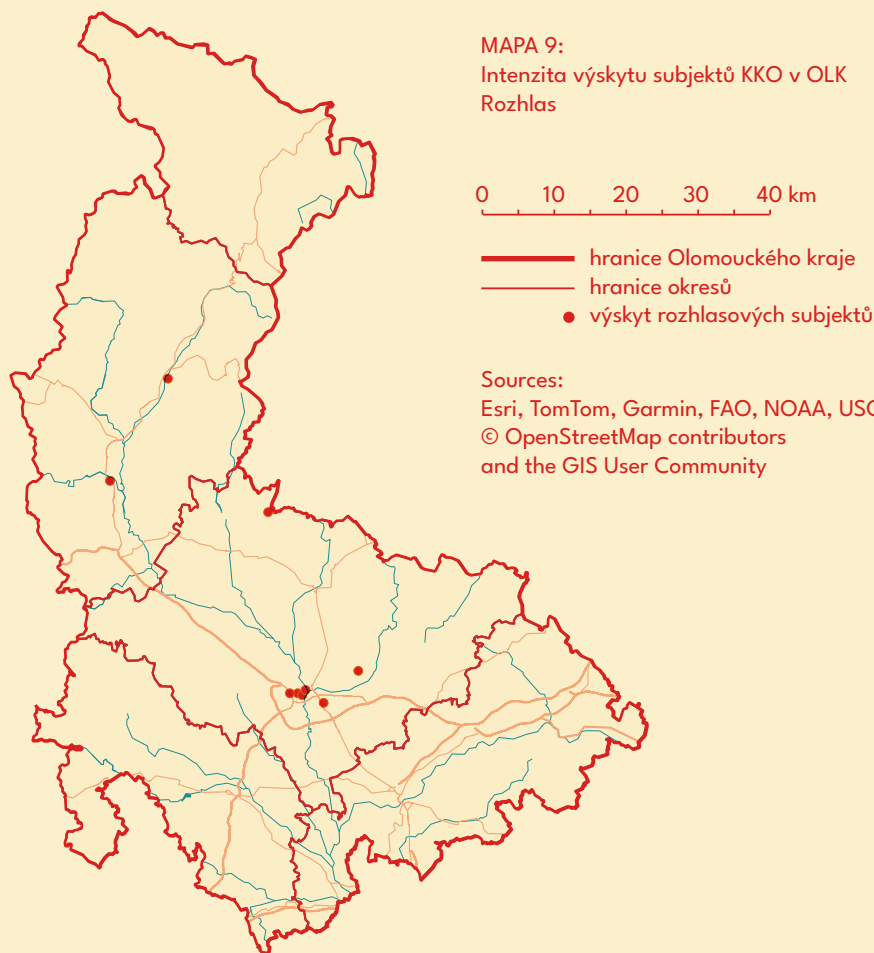 MAPA 9:
Intenzita výskytu subjektů KKO v OLK
Rozhlas
0 10 20 30 40 km
hranice Olomouckého kraje
hranice okresů
výskyt rozhlasových subjektů
Sources:
Esri, TomTom, Garmin, FAO, NOAA, USG
© OpenStreetMap contributors
and the GIS User Community